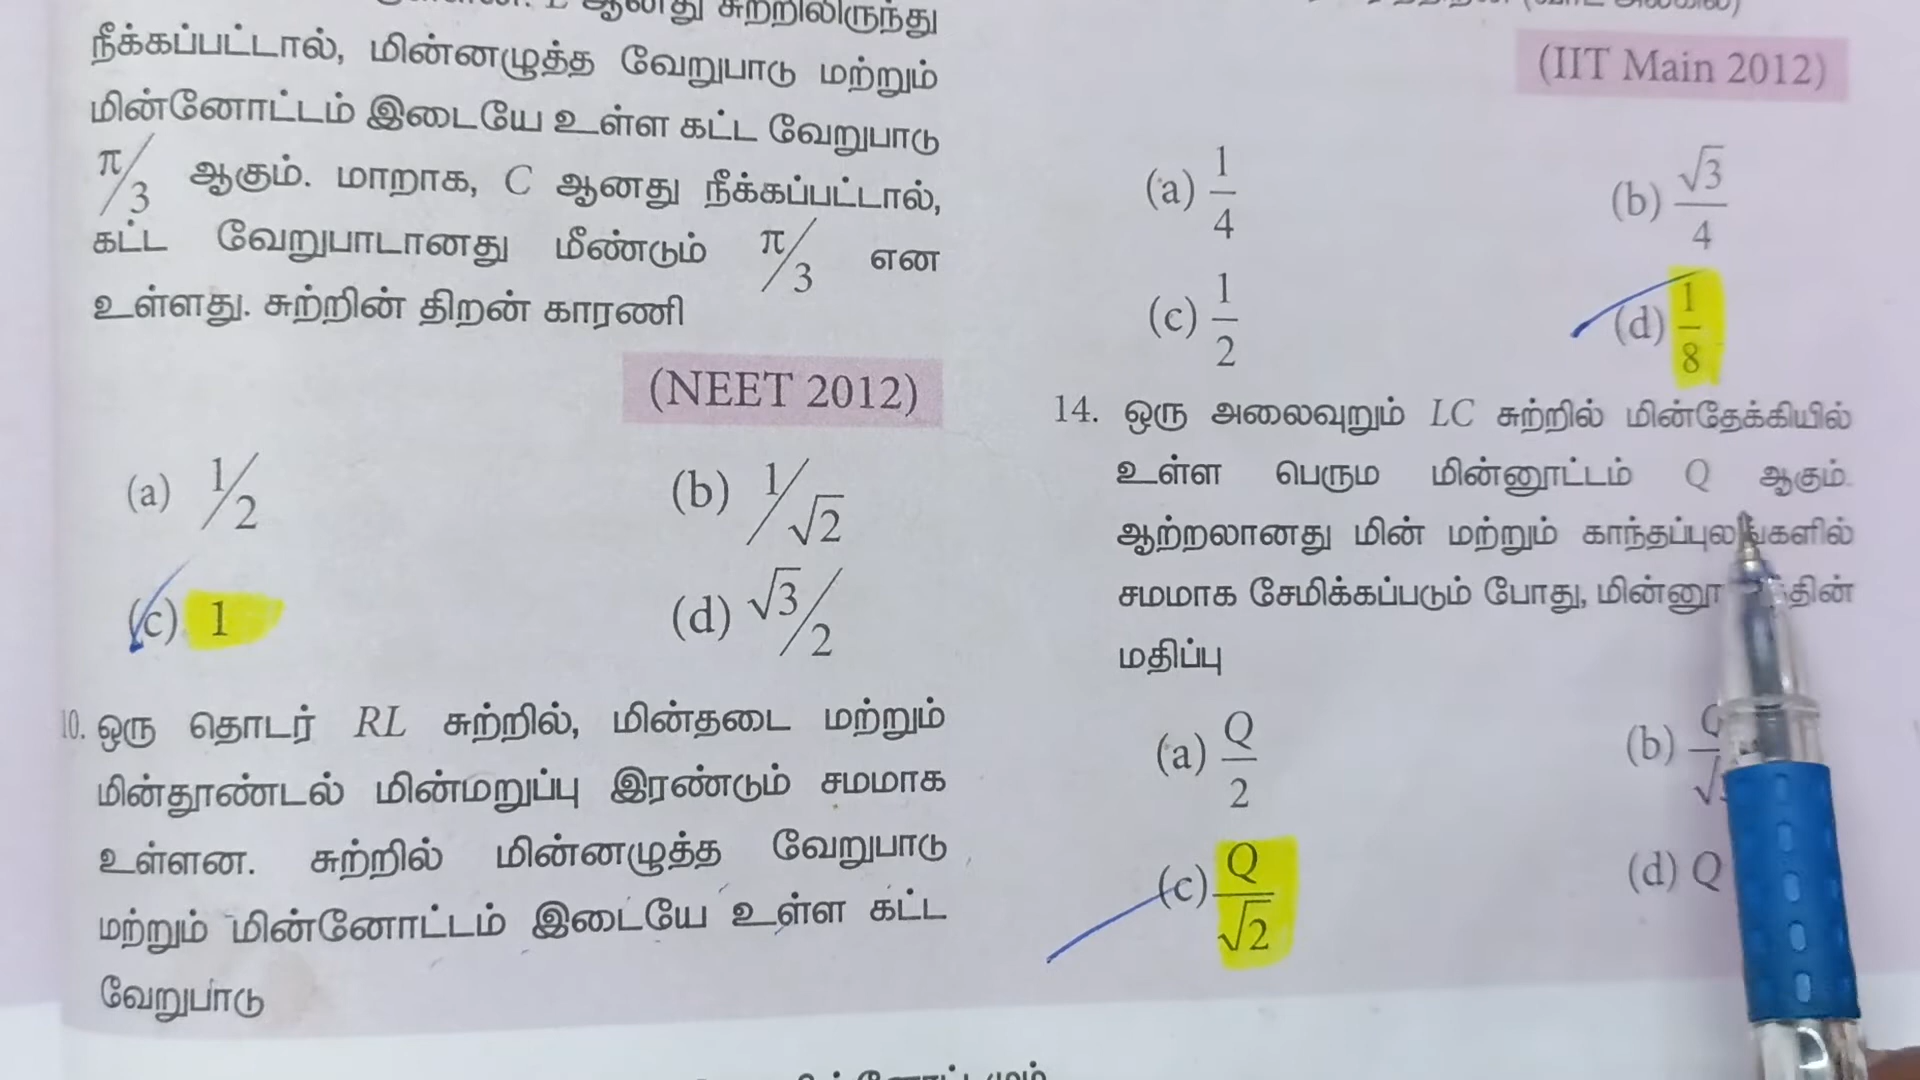 ஆனது சுற்றிலிருந்து
நீக்கப்பட்டால், மின்னழுத்த வேறுபாடு மற்றும்
மின்னோட்டம் இடையே உள்ள கட்ட வேறுபாடு
π/3 ஆகும். மாறாக, C ஆனது நீக்கப்பட்டால்,
கட்ட வேறுபாடானது மீண்டும் π/3 என
உள்ளது. சுற்றின் திறன் காரணி
(NEET 2012)
(a) 1/2 (b) 1/√2
(c) 1 (d) √3/2
10. ஒரு தொடர் RL சுற்றில், மின்தடை மற்றும்
மின்தூண்டல் மின்மறுப்பு இரண்டும் சமமாக
உள்ளன. சுற்றில் மின்னழுத்த வேறுபாடு
மற்றும் மின்னோட்டம் இடையே உள்ள கட்ட
வேறுபாடு
(IIT Main 2012)
(a) 1/4 (b) √3/4
(c) 1/2 (d) 1/8
14. ஒரு அலைவுறும் LC சுற்றில் மின்தேக்கியில்
உள்ள பெரும மின்னூட்டம் Q ஆகும்.
ஆற்றலானது மின் மற்றும் காந்தப்புலங்களில்
சமமாக சேமிக்கப்படும் போது,
மதிப்பு
(a) Q/2 (b)
(c) Q/√2 (d) Q